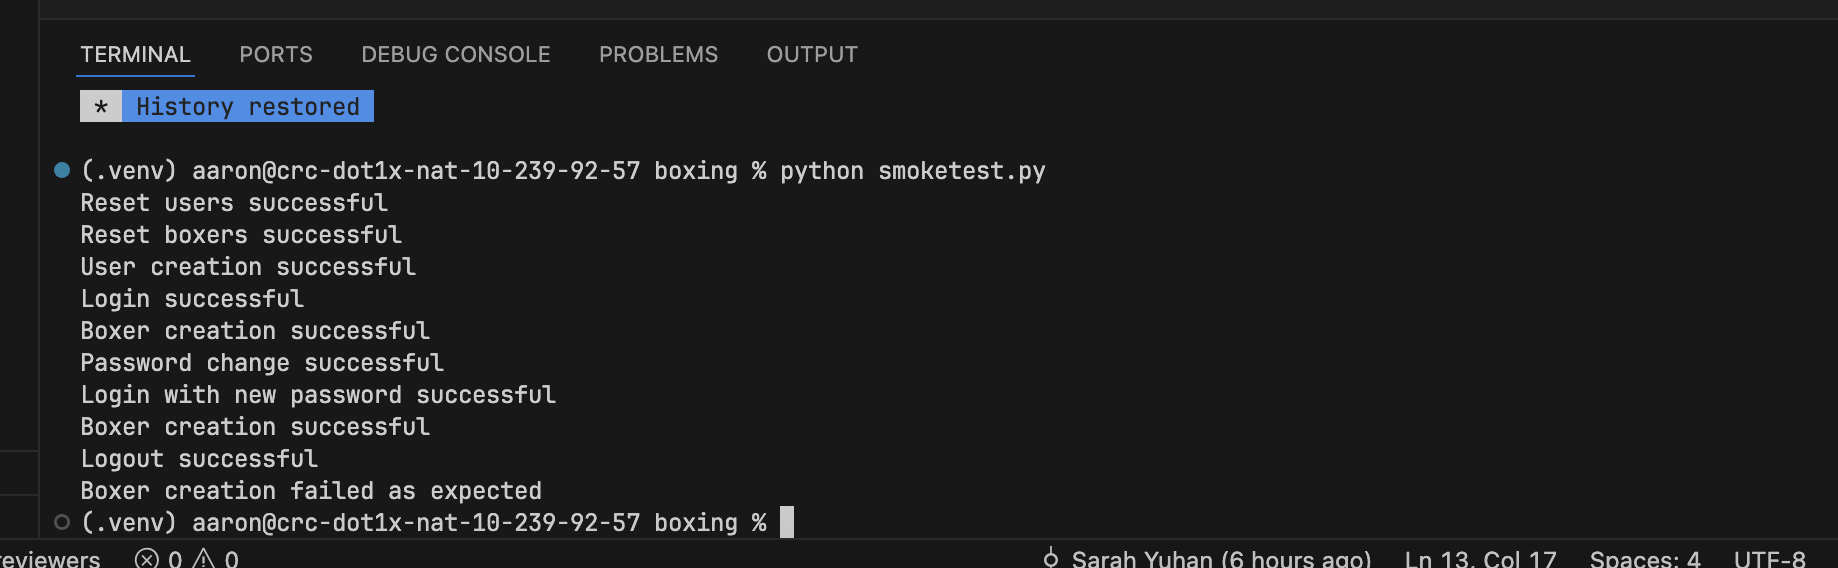 TERMINAL PORTS DEBUG CONSOLE PROBLEMS OUTPUT
* History restored
(.venv) aaron@crc-dot1x-nat-10-239-92-57 boxing % python smoketest.py
Reset users successful
Reset boxers successful
User creation successful
Login successful
Boxer creation successful
Password change successful
Login with new password successful
Boxer creation successful
Logout successful
Boxer creation failed as expected
(.venv) aaron@crc-dot1x-nat-10-239-92-57 boxing %
eviewers 0 0 Sarah Yuhan (6 hours ago) Ln 13, Col 17 Spaces: 4 UTF-8